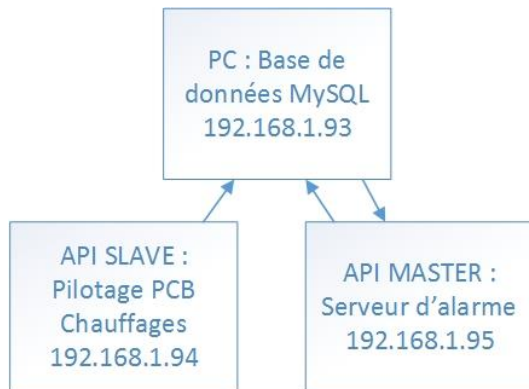 PC : Base de
données MySQL
192.168.1.93
API SLAVE :
Pilotage PCB
Chauffages
192.168.1.94
API MASTER :
Serveur d’alarme
192.168.1.95